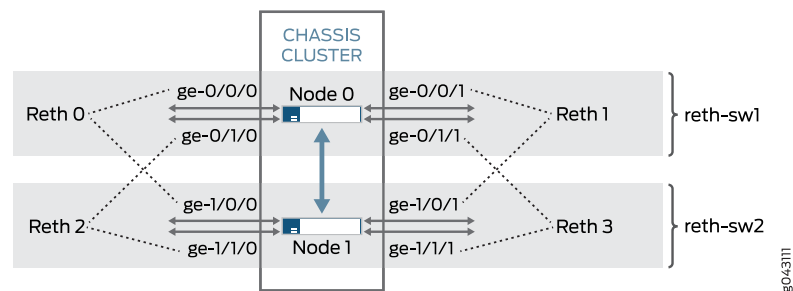 CHASSIS
CLUSTER
ge-0/0/0
Node 0
ge-0/0/1
Reth 0
Reth 1
reth-sw1
ge-0/1/0
ge-0/1/1
ge-1/0/0
ge-1/0/1
Reth 2
Reth 3
reth-sw2
ge-1/1/0
Node 1
ge-1/1/1
g043111